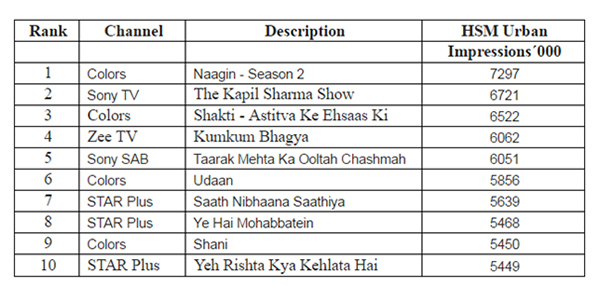 Rank Channel Description HSM Urban
Impressions´000
1 Colors Naagin - Season 2 7297
2 Sony TV The Kapil Sharma Show 6721
3 Colors Shakti - Astitva Ke Ehsaas Ki 6522
4 Zee TV Kumkum Bhagya 6062
5 Sony SAB Taarak Mehta Ka Ooltah Chashmah 6051
6 Colors Udaan 5856
7 STAR Plus Saath Nibhaana Saathiya 5639
8 STAR Plus Ye Hai Mohabbatein 5468
9 Colors Shani 5450
10 STAR Plus Yeh Rishta Kya Kehlata Hai 5449